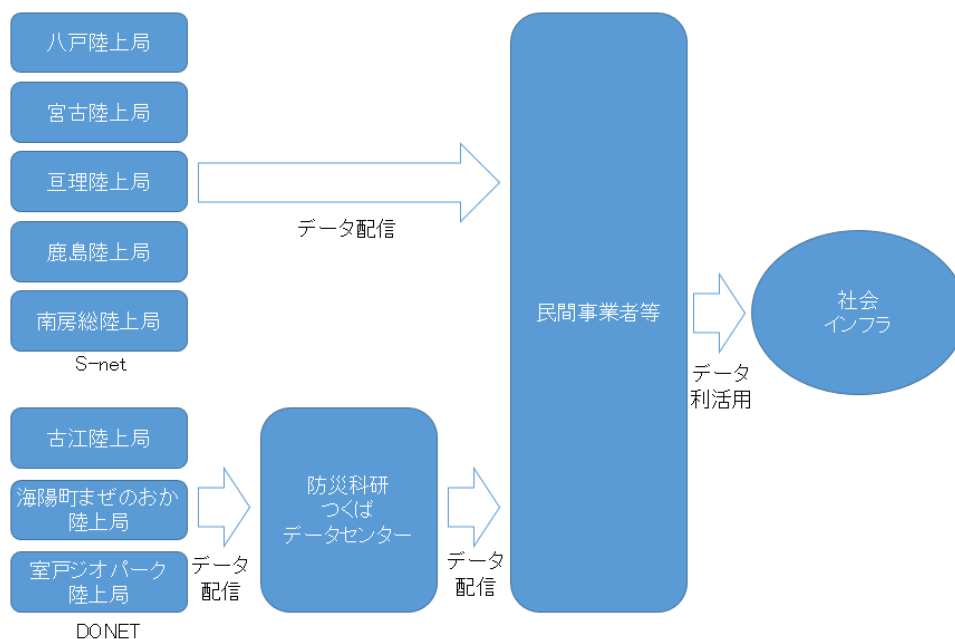 八戸陸上局
宮古陸上局
亘理陸上局
鹿島陸上局
南房総陸上局
S-net
データ配信
古江陸上局
海陽町まぜのおか
陸上局
室戸ジオパーク
陸上局
DONET
データ
配信
防災科研
つくば
データセンター
データ
配信
民間事業者等
データ
利活用
社会
インフラ